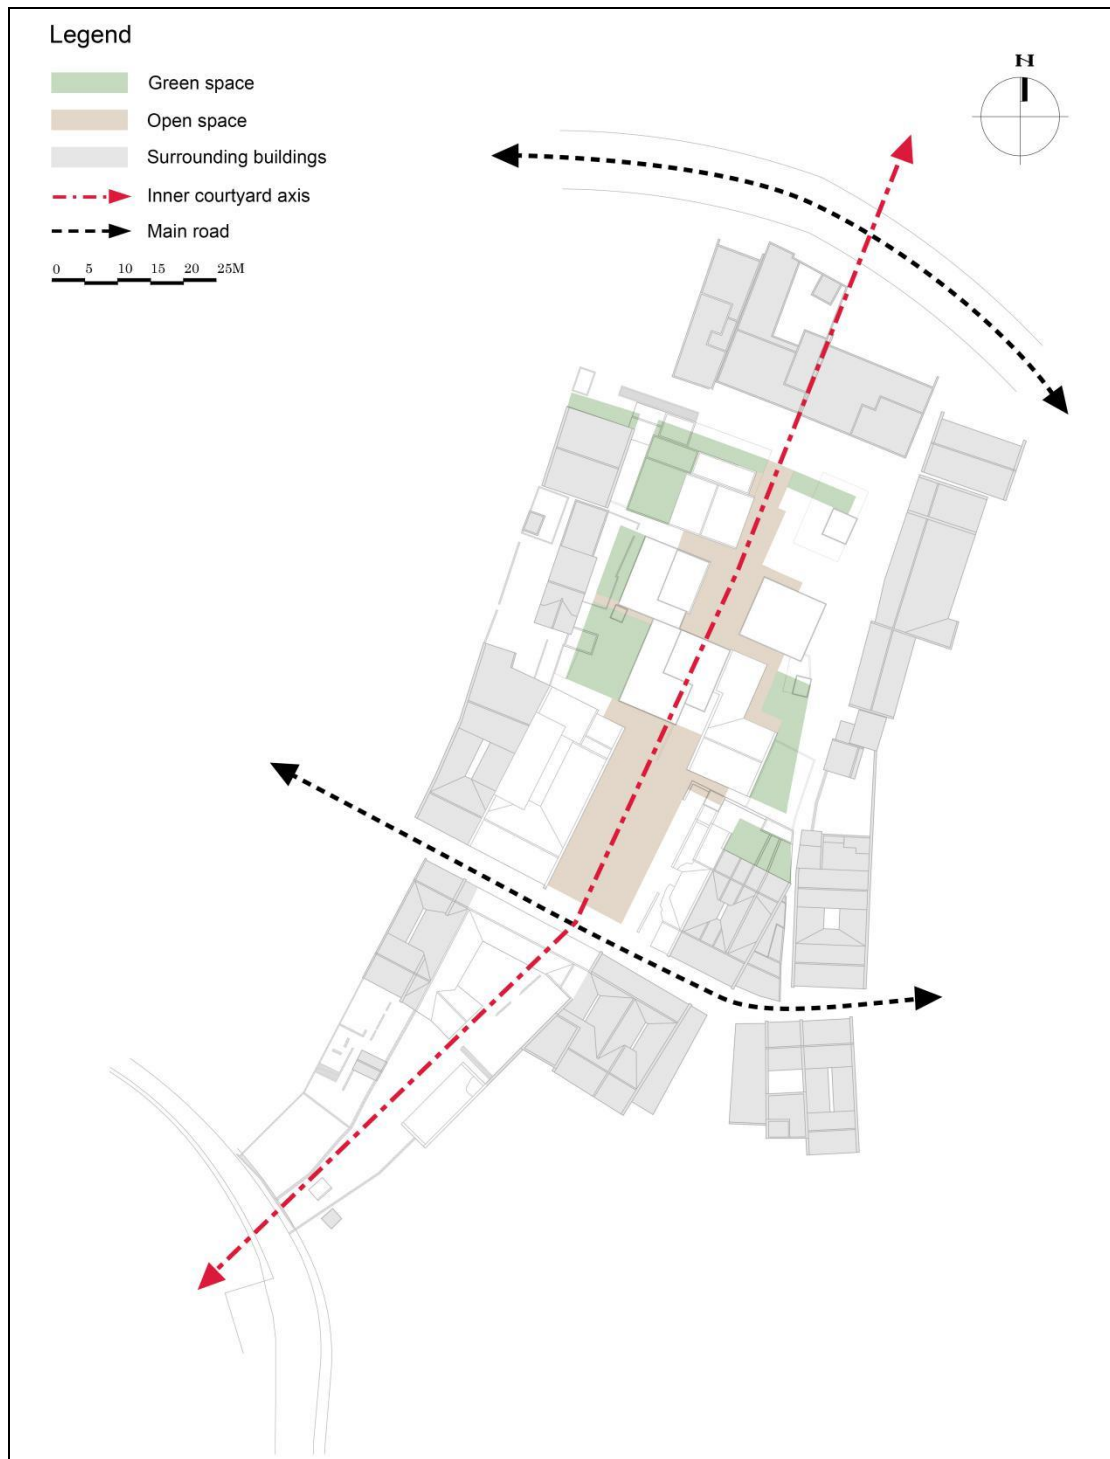 Legend
Green space
Open space
Surrounding buildings
Inner courtyard axis
Main road
0 5 10 15 20 25M
N